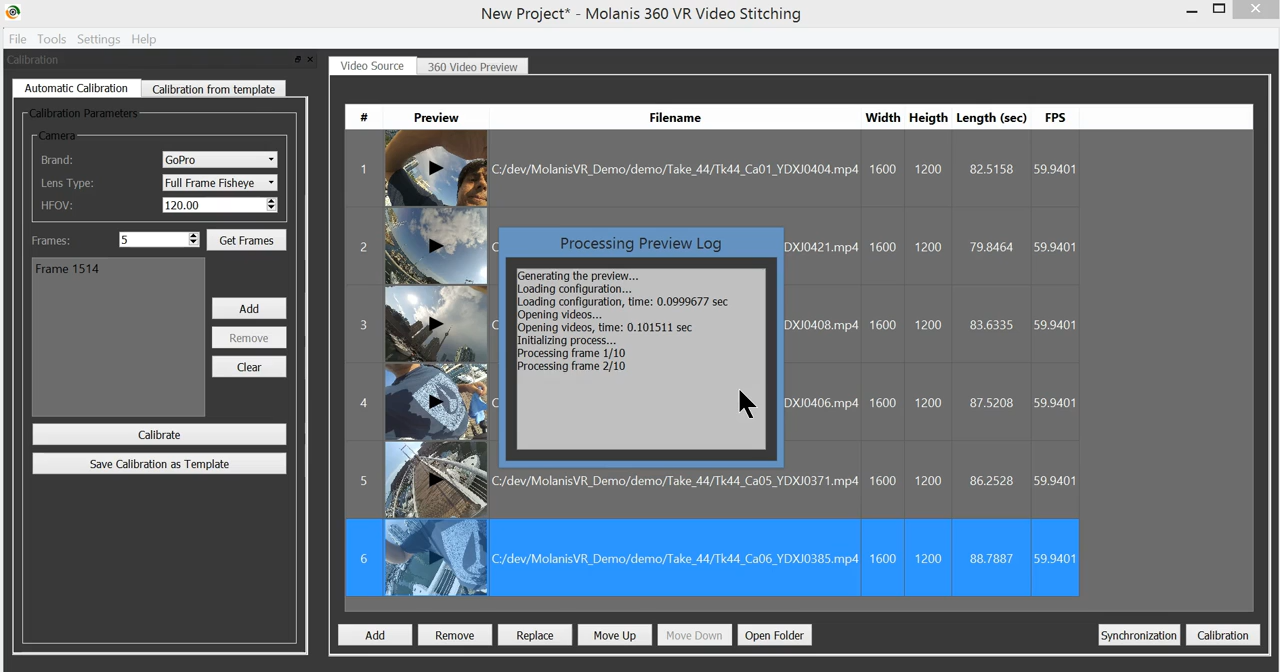 New Project* - Molanis 360 VR Video Stitching
File Tools Settings Help
Calibration
Automatic Calibration Calibration from template
Calibration Parameters
Camera
Brand: GoPro
Lens Type: Full Frame Fisheye
HFOV: 120.00
Frames: 5 Get Frames
Frame 1514
Add
Remove
Clear
Calibrate
Save Calibration as Template
Video Source 360 Video Preview
# Preview Filename Width Heigth Length (sec) FPS
1 C:/dev/MolanisVR_Demo/demo/Take_44/Tk44_Ca01_YDXJ0404.mp4 1600 1200 82.5158 59.9401
2 C DXJ0421.mp4 1600 1200 79.8464 59.9401
3 C DXJ0408.mp4 1600 1200 83.6335 59.9401
4 C DXJ0406.mp4 1600 1200 87.5208 59.9401
5 C:/dev/MolanisVR_Demo/demo/Take_44/Tk44_Ca05_YDXJ0371.mp4 1600 1200 86.2528 59.9401
6 C:/dev/MolanisVR_Demo/demo/Take_44/Tk44_Ca06_YDXJ0385.mp4 1600 1200 88.7887 59.9401
Processing Preview Log
Generating the preview...
Loading configuration...
Loading configuration, time: 0.0999677 sec
Opening videos...
Opening videos, time: 0.101511 sec
Initializing process...
Processing frame 1/10
Processing frame 2/10
Add Remove Replace Move Up Move Down Open Folder Synchronization Calibration